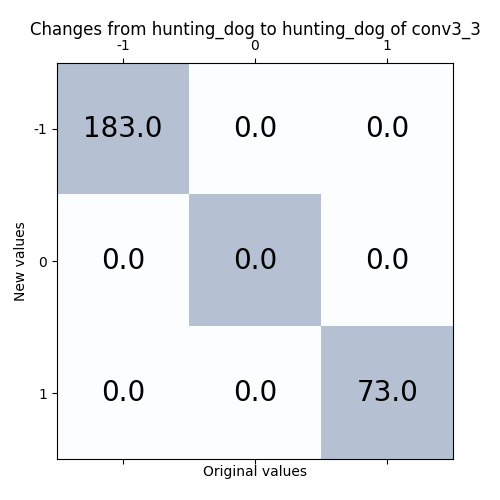 Changes from hunting_dog to hunting_dog of conv3_3
-1 0 1
-1 183.0 0.0 0.0
New values
0 0.0 0.0 0.0
1 0.0 0.0 73.0
Original values